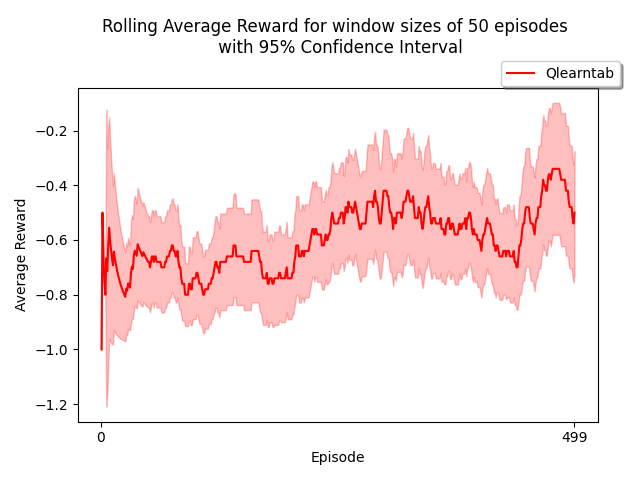 Rolling Average Reward for window sizes of 50 episodes
with 95% Confidence Interval
Qlearntab
−0.2
−0.4
−0.6
−0.8
−1.0
−1.2
Average Reward
0
499
Episode